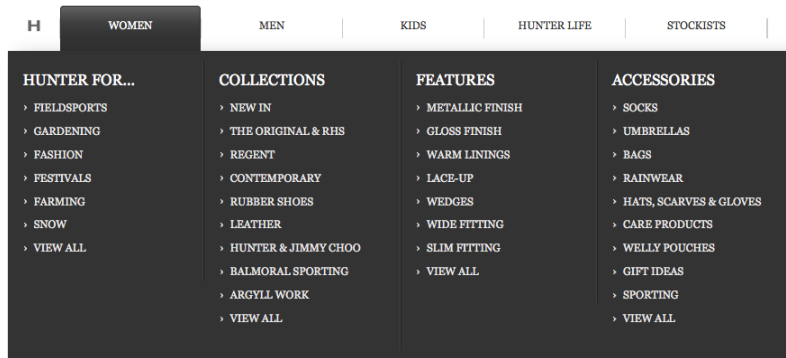 H
WOMEN
MEN
KIDS
HUNTER LIFE
STOCKISTS
HUNTER FOR...
› FIELDSPORTS
› GARDENING
› FASHION
› FESTIVALS
› FARMING
› SNOW
› VIEW ALL
COLLECTIONS
› NEW IN
› THE ORIGINAL & RHS
› REGENT
› CONTEMPORARY
› RUBBER SHOES
› LEATHER
› HUNTER & JIMMY CHOO
› BALMORAL SPORTING
› ARGYLL WORK
› VIEW ALL
FEATURES
› METALLIC FINISH
› GLOSS FINISH
› WARM LININGS
› LACE-UP
› WEDGES
› WIDE FITTING
› SLIM FITTING
› VIEW ALL
ACCESSORIES
› SOCKS
› UMBRELLAS
› BAGS
› RAINWEAR
› HATS, SCARVES & GLOVES
› CARE PRODUCTS
› WELLY POUCHES
› GIFT IDEAS
› SPORTING
› VIEW ALL